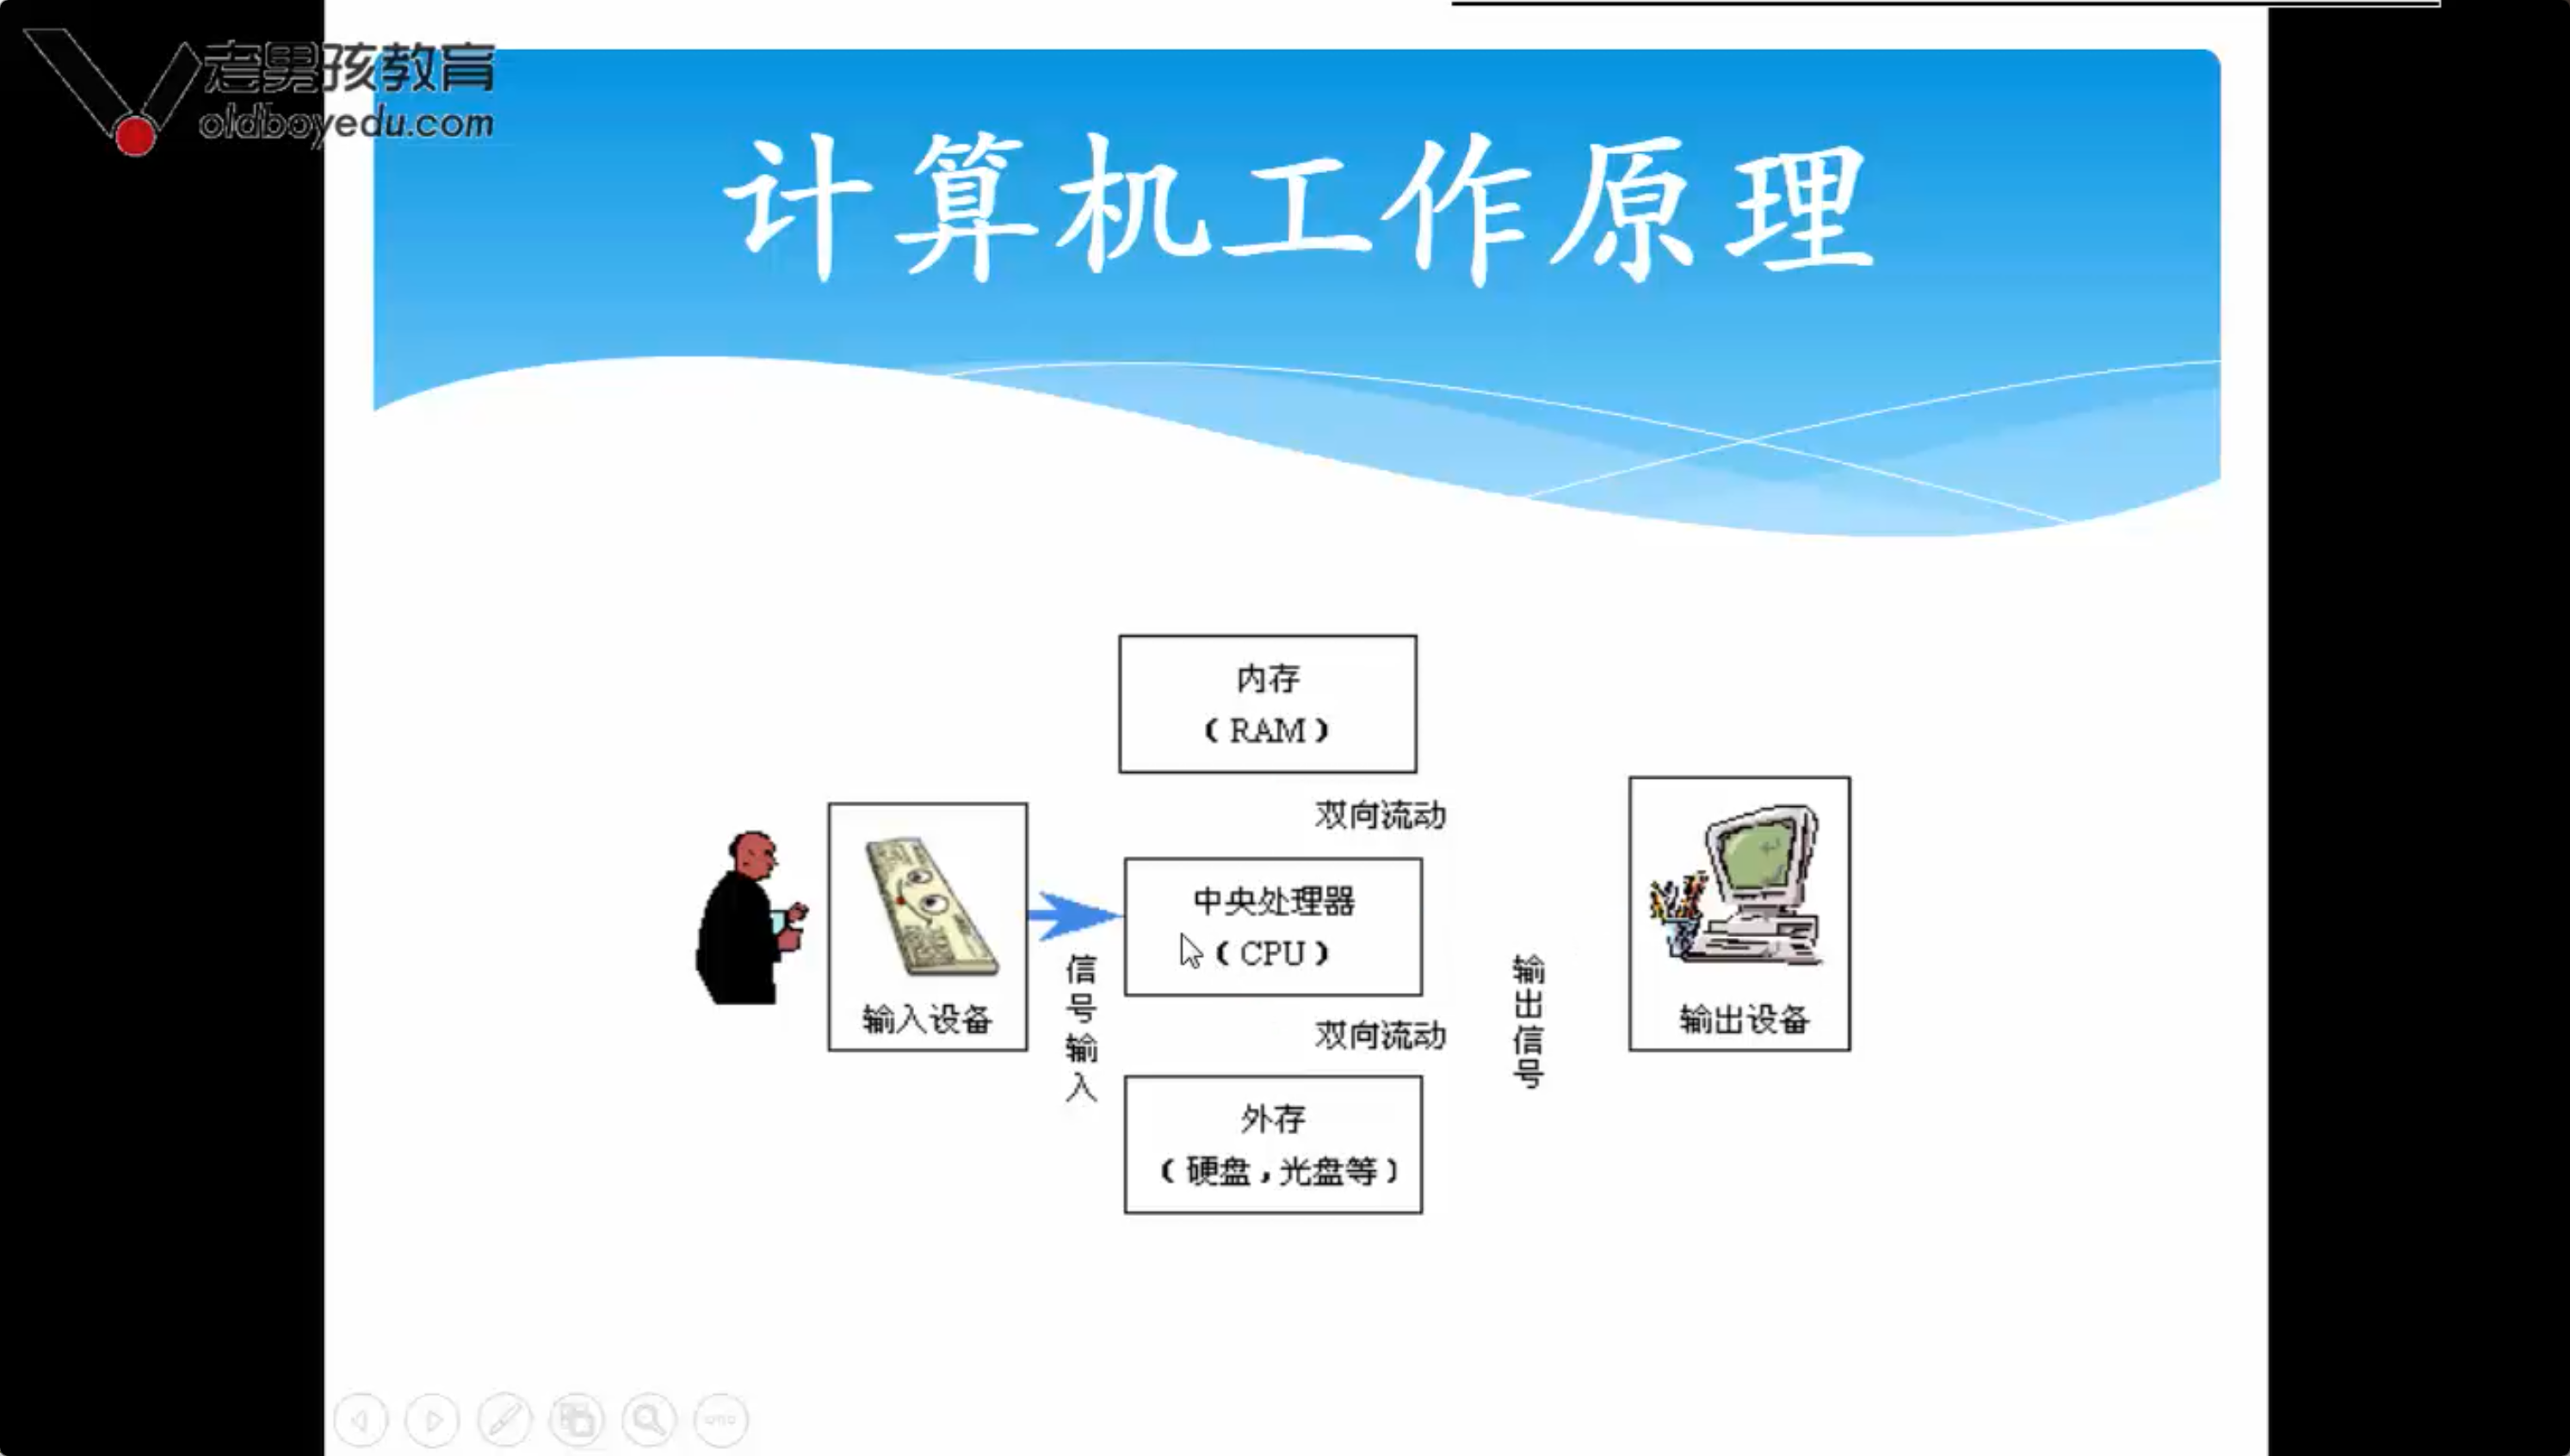 老男孩教育
oldboyedu.com
计算机工作原理
内存
（RAM）
双向流动
中央处理器
（CPU）
输入设备
信号输入
双向流动
输出信号
输出设备
外存
（硬盘，光盘等）